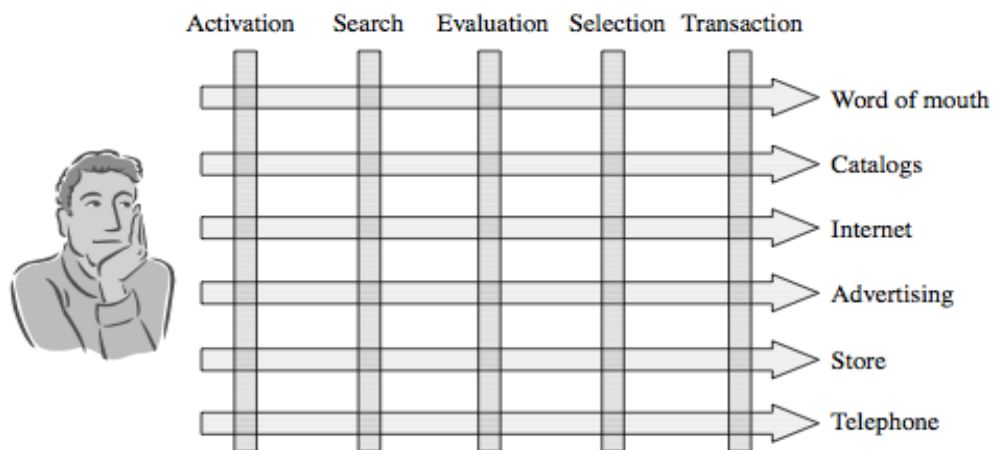 Activation Search Evaluation Selection Transaction
Word of mouth
Catalogs
Internet
Advertising
Store
Telephone